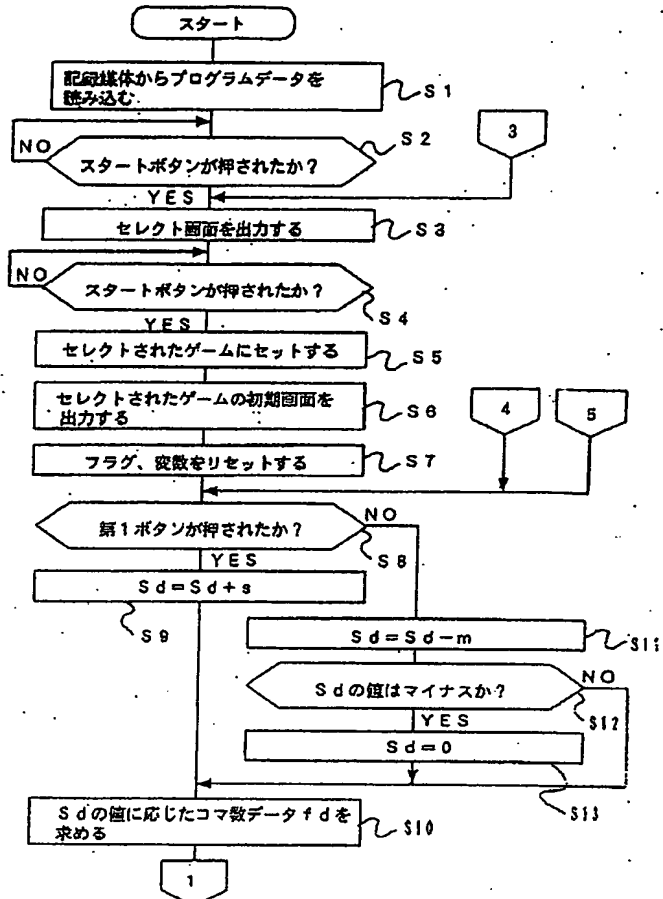 スタート
記録媒体からプログラムデータを
読み込む
S1
NO
スタートボタンが押されたか？
S2
3
YES
セレクト画面を出力する
S3
NO
スタートボタンが押されたか？
S4
YES
セレクトされたゲームにセットする
S5
セレクトされたゲームの初期画面を
出力する
S6
4
5
フラグ、変数をリセットする
S7
第1ボタンが押されたか？
NO
S8
YES
Sd=Sd+s
S9
Sd=Sd-m
S11
Sdの値はマイナスか？
NO
S12
YES
Sd=0
S13
Sdの値に応じたコマ数データfdを
求める
S10
1